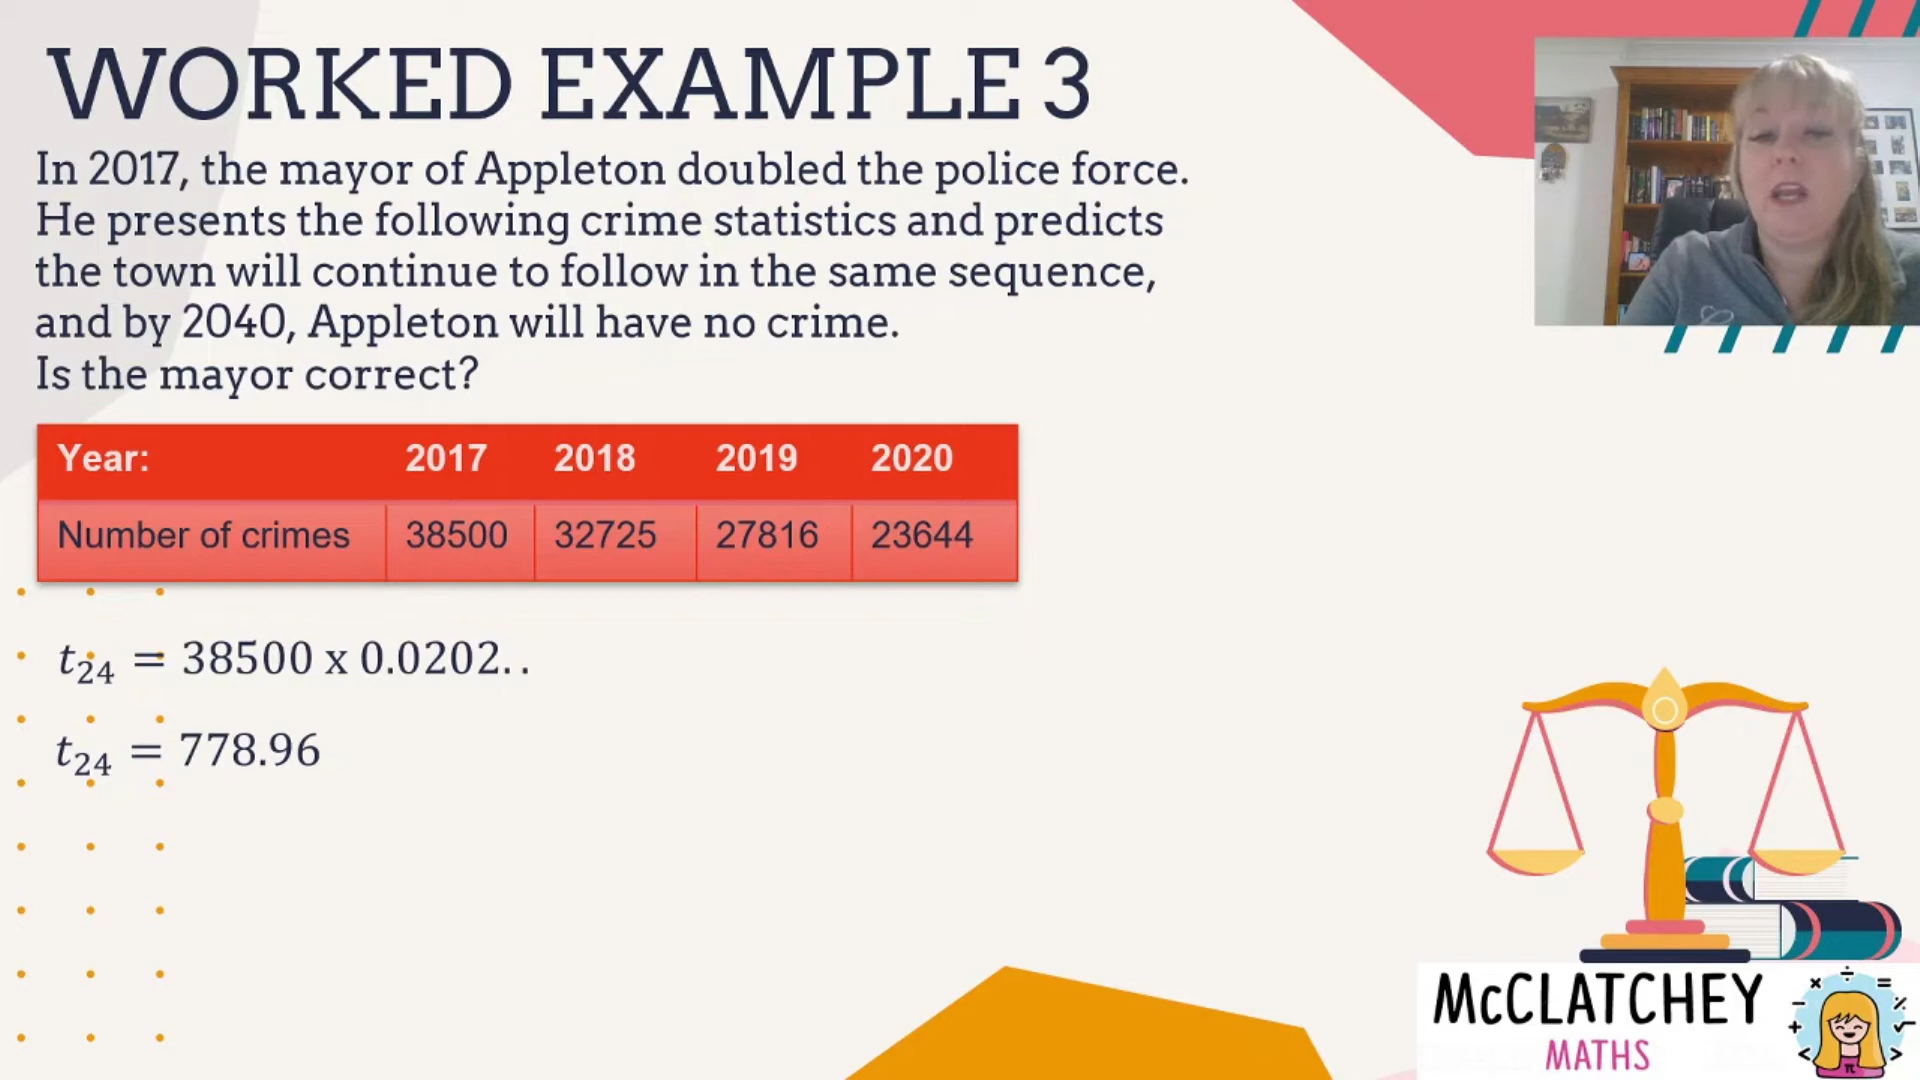 WORKED EXAMPLE 3
In 2017, the mayor of Appleton doubled the police force.
He presents the following crime statistics and predicts
the town will continue to follow in the same sequence,
and by 2040, Appleton will have no crime.
Is the mayor correct?
Year: 2017 2018 2019 2020
Number of crimes 38500 32725 27816 23644
t₂₄ = 38500 x 0.0202..
t₂₄ = 778.96
McCLATCHEY
MATHS